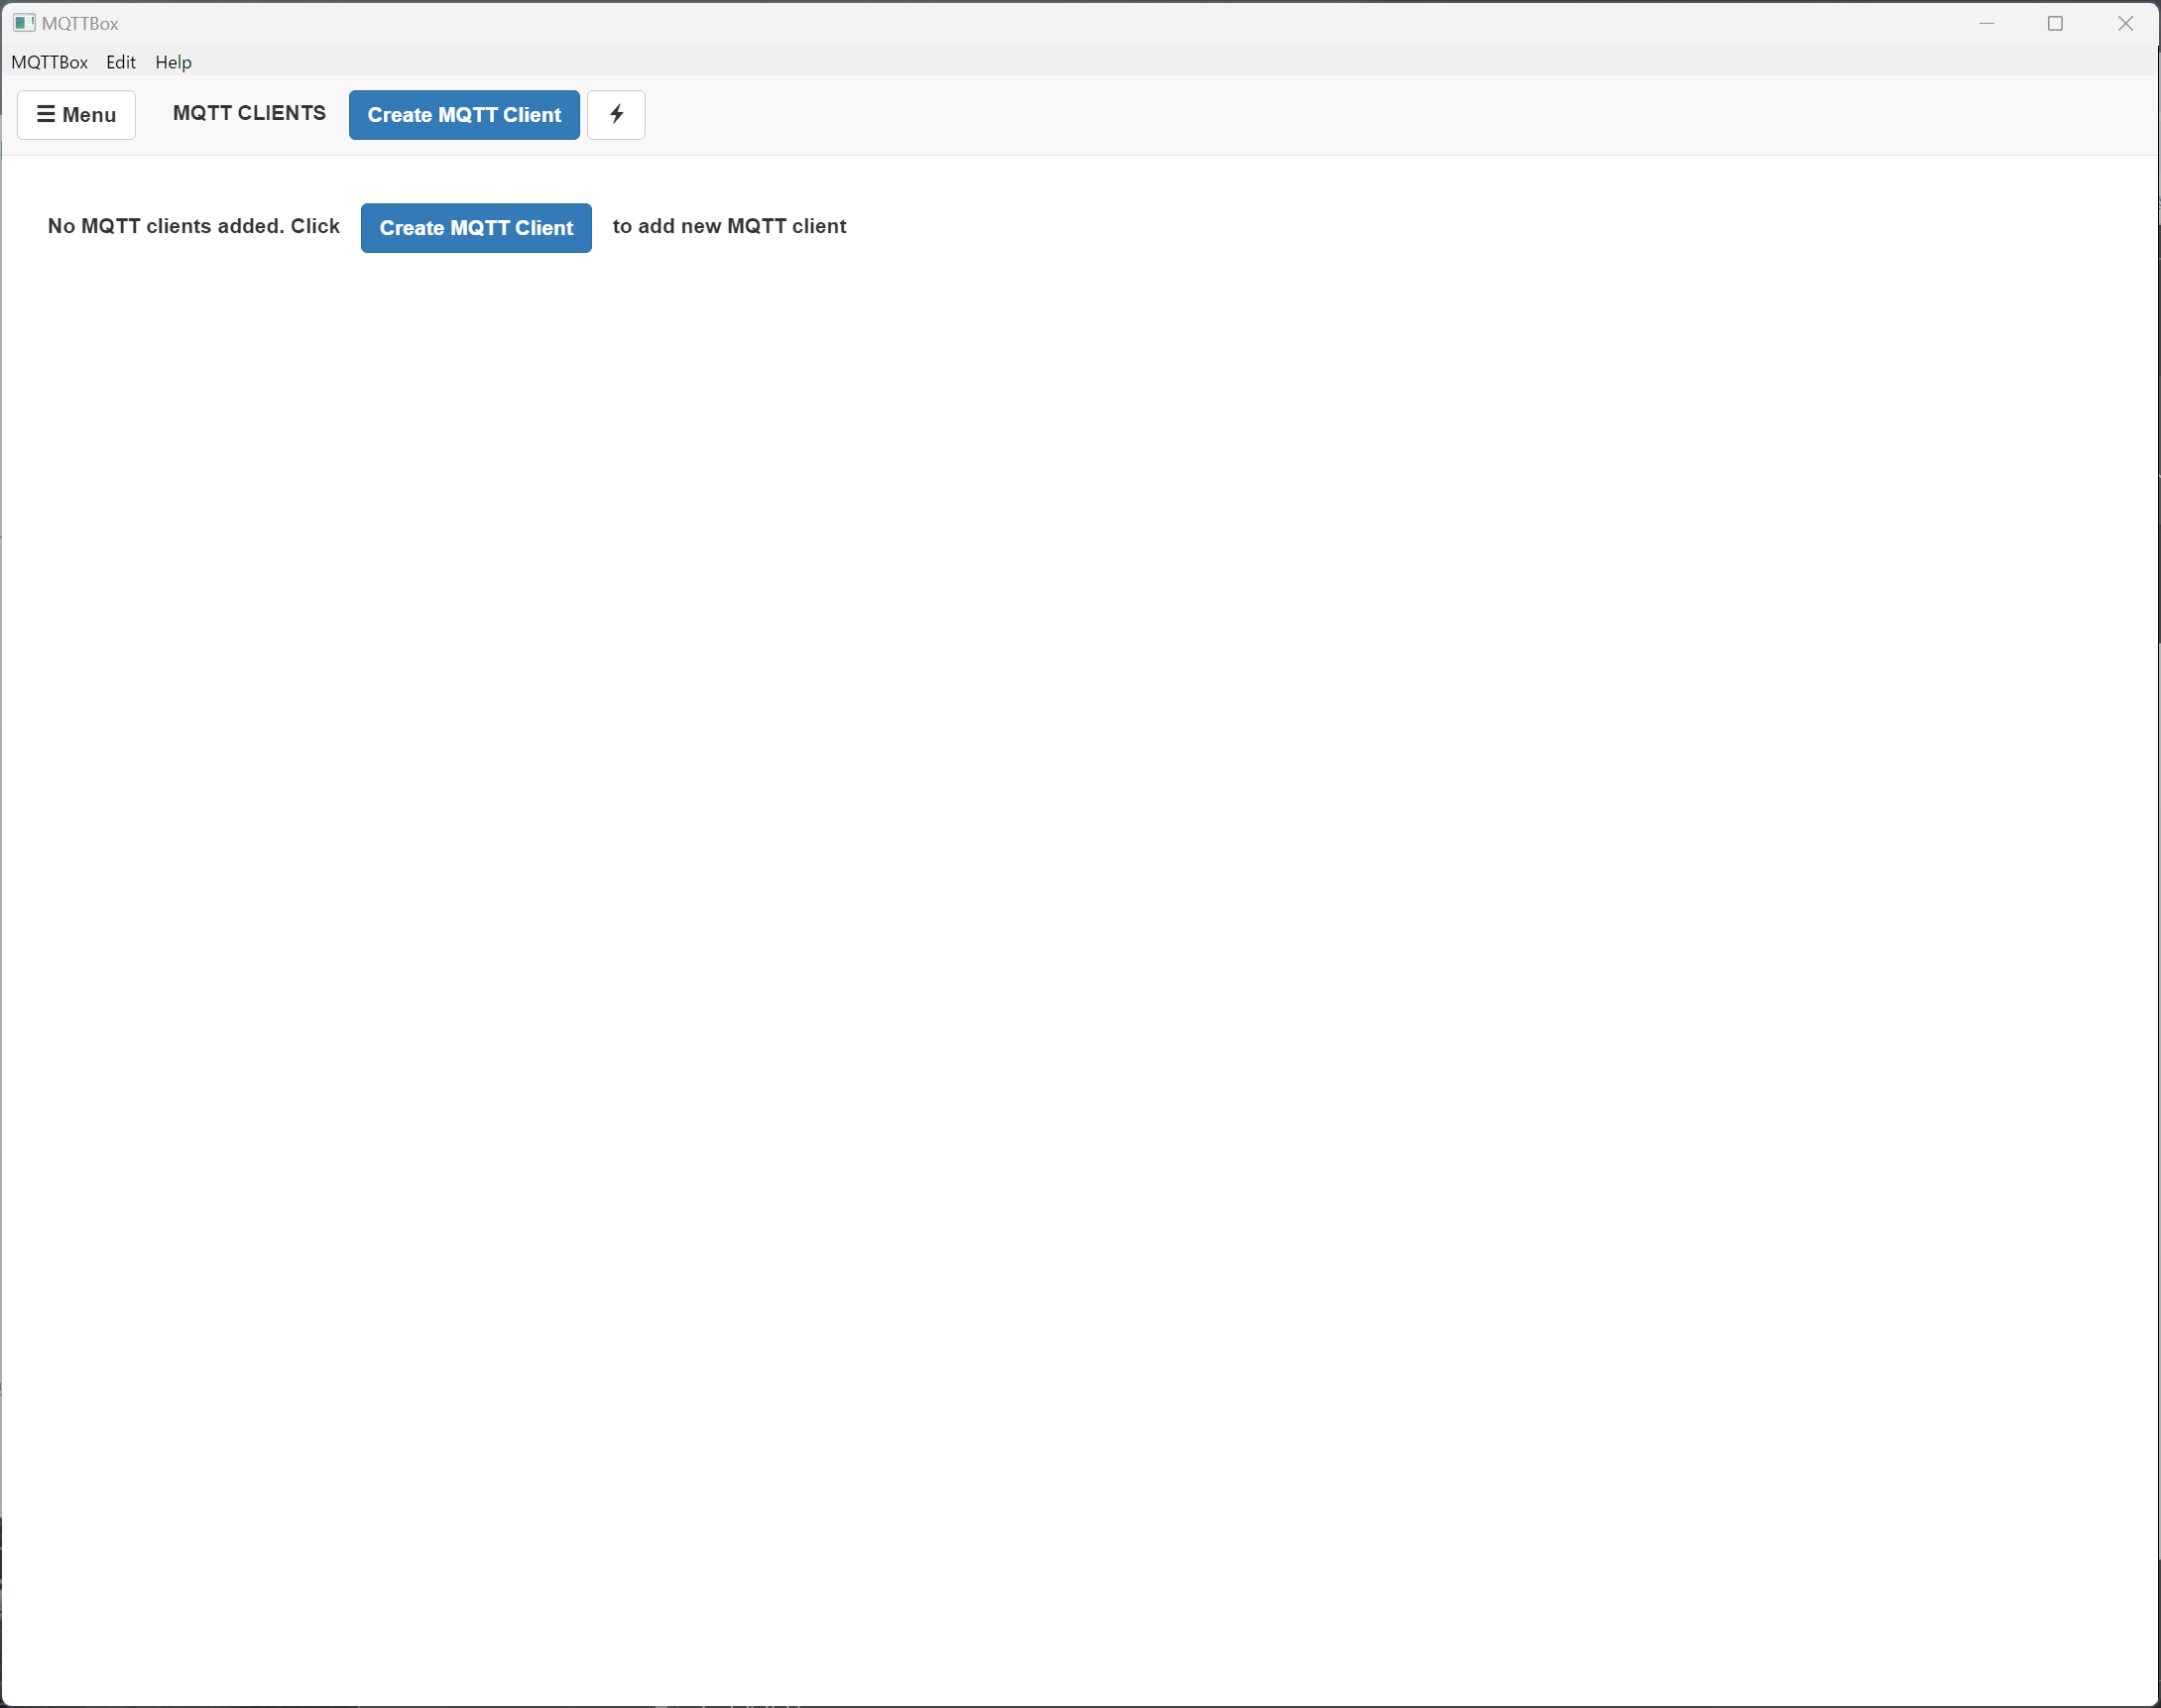 MQTTBox
MQTTBox Edit Help
Menu MQTT CLIENTS Create MQTT Client
No MQTT clients added. Click Create MQTT Client to add new MQTT client